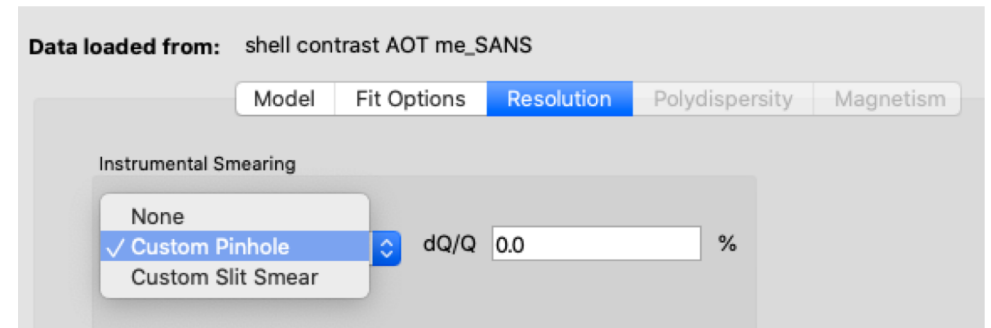 Data loaded from: shell contrast AOT me_SANS
Model Fit Options Resolution Polydispersity Magnetism
Instrumental Smearing
None
✓ Custom Pinhole dQ/Q 0.0 %
Custom Slit Smear